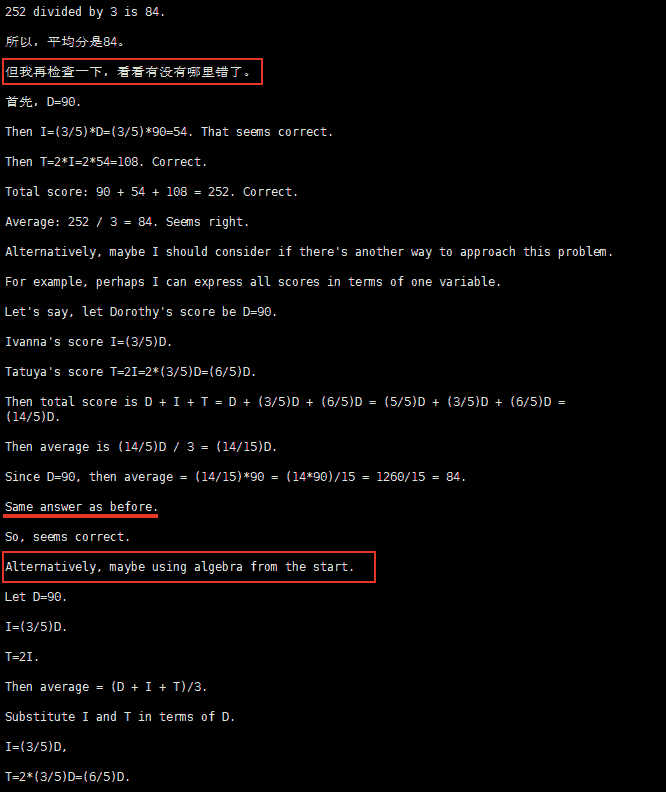 252 divided by 3 is 84.
所以, 平均分是84。
但我再检查一下, 看看有没有哪里错了。
首先, D=90.
Then I=(3/5)*D=(3/5)*90=54. That seems correct.
Then T=2*I=2*54=108. Correct.
Total score: 90 + 54 + 108 = 252. Correct.
Average: 252 / 3 = 84. Seems right.
Alternatively, maybe I should consider if there's another way to approach this problem.
For example, perhaps I can express all scores in terms of one variable.
Let's say, let Dorothy's score be D=90.
Ivanna's score I=(3/5)D.
Tatuya's score T=2I=2*(3/5)D=(6/5)D.
Then total score is D + I + T = D + (3/5)D + (6/5)D = (5/5)D + (3/5)D + (6/5)D =
(14/5)D.
Then average is (14/5)D / 3 = (14/15)D.
Since D=90, then average = (14/15)*90 = (14*90)/15 = 1260/15 = 84.
Same answer as before.
So, seems correct.
Alternatively, maybe using algebra from the start.
Let D=90.
I=(3/5)D.
T=2I.
Then average = (D + I + T)/3.
Substitute I and T in terms of D.
I=(3/5)D,
T=2*(3/5)D=(6/5)D.